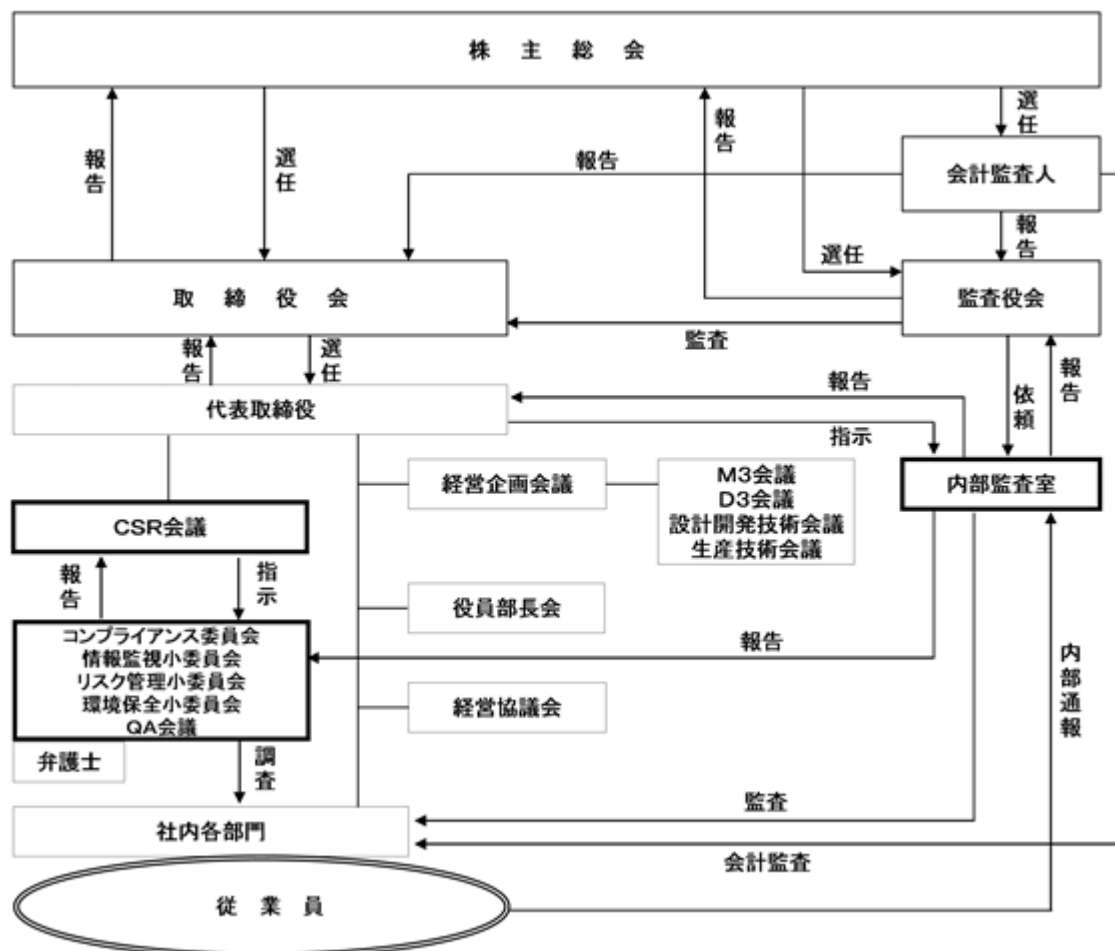 株主総会
報告
選任
報告
選任
報告
会計監査人
報告
選任
取締役会
監査役会
監査
報告
選任
報告
依頼
報告
代表取締役
指示
経営企画会議
M3会議
D3会議
設計開発技術会議
生産技術会議
内部監査室
CSR会議
報告
指示
役員部長会
コンプライアンス委員会
情報監視小委員会
リスク管理小委員会
環境保全小委員会
QA会議
報告
内部通報
経営協議会
弁護士
調査
監査
社内各部門
会計監査
従業員